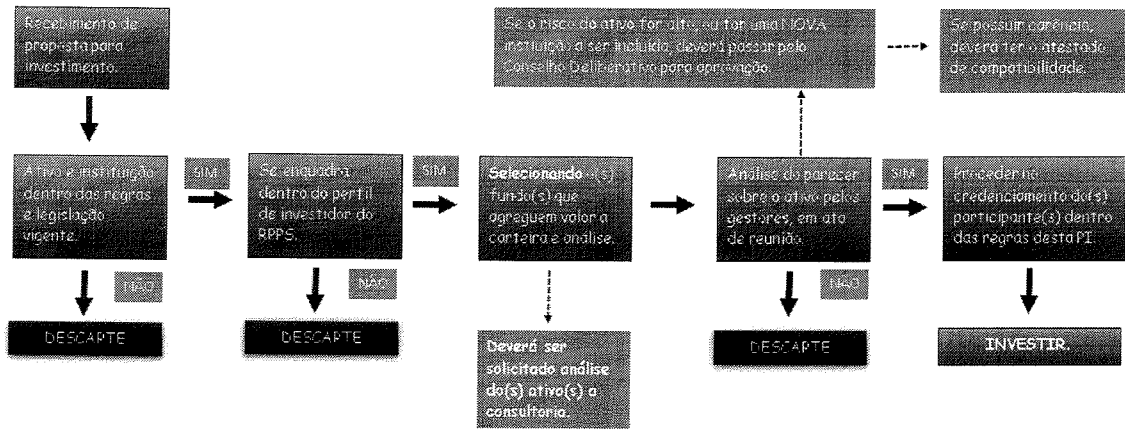 Recebimento de
proposta para
investimento.
Se o risco do ativo for alto, ou for uma NOVA
instituição a ser incluída, deverá passar pelo
Conselho Deliberativo para aprovação.
Se possuir carência,
deverá ter o atestado
de compatibilidade.
Ativo e instituição
dentro das regras
e legislação
vigente.
SIM
Se enquadra
dentro do perfil
de investidor do
RPPS.
SIM
Selecionando (s)
fundo(s) que
agreguem valor a
carteira e análise.
Análise do parecer
sobre o ativo pelos
gestores, em ata
de reunião.
SIM
Proceder no
credenciamento do(s)
participante(s) dentro
das regras desta PI.
NÃO
NÃO
NÃO
DESCARTE
DESCARTE
Deverá ser
solicitado análise
do(s) ativo(s) a
consultoria.
DESCARTE
INVESTIR.